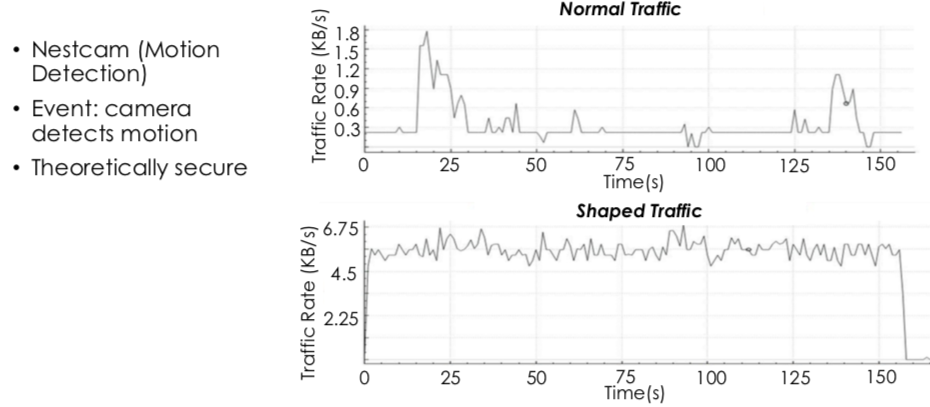 • Nestcam (Motion
Detection)
• Event: camera
detects motion
• Theoretically secure
Normal Traffic
Traffic Rate (KB/s)
1.8
1.5
1.2
0.9
0.6
0.3
0 25 50 75 100 125 150
Time(s)
Shaped Traffic
Traffic Rate (KB/s)
6.75
4.5
2.25
0 25 50 75 100 125 150
Time(s)